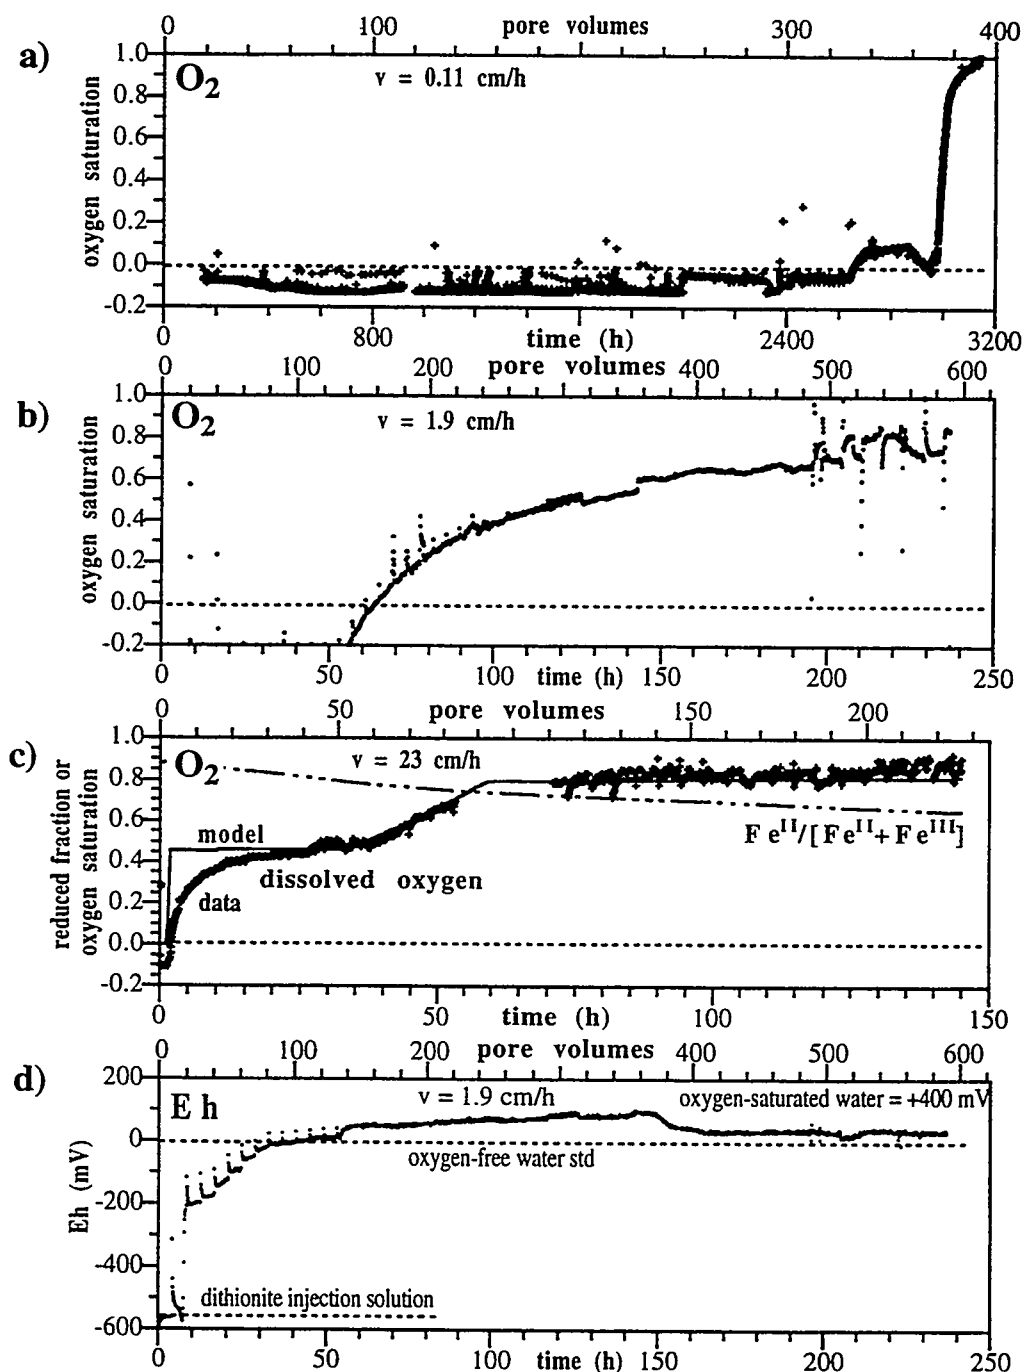 0 100 pore volumes 300 400
a)
O2
v = 0.11 cm/h
oxygen saturation
1.0
0.8
0.6
0.4
0.2
0.0
-0.2
0 800 time (h) 2400 3200
0 100 200 pore volumes 400 500 600
b)
O2
v = 1.9 cm/h
oxygen saturation
1.0
0.8
0.6
0.4
0.2
0.0
-0.2
0 50 100 time (h) 150 200 250
0 50 pore volumes 150 200
c)
O2
v = 23 cm/h
reduced fraction or
oxygen saturation
1.0
0.8
0.6
0.4
0.2
0.0
-0.2
model
data
dissolved oxygen
FeII/[FeII+FeIII]
0 50 time (h) 100 150
0 100 200 pore volumes 400 500 600
d)
Eh
v = 1.9 cm/h
oxygen-saturated water = +400 mV
oxygen-free water std
dithionite injection solution
Eh (mV)
200
0
-200
-400
-600
0 50 100 time (h) 150 200 250